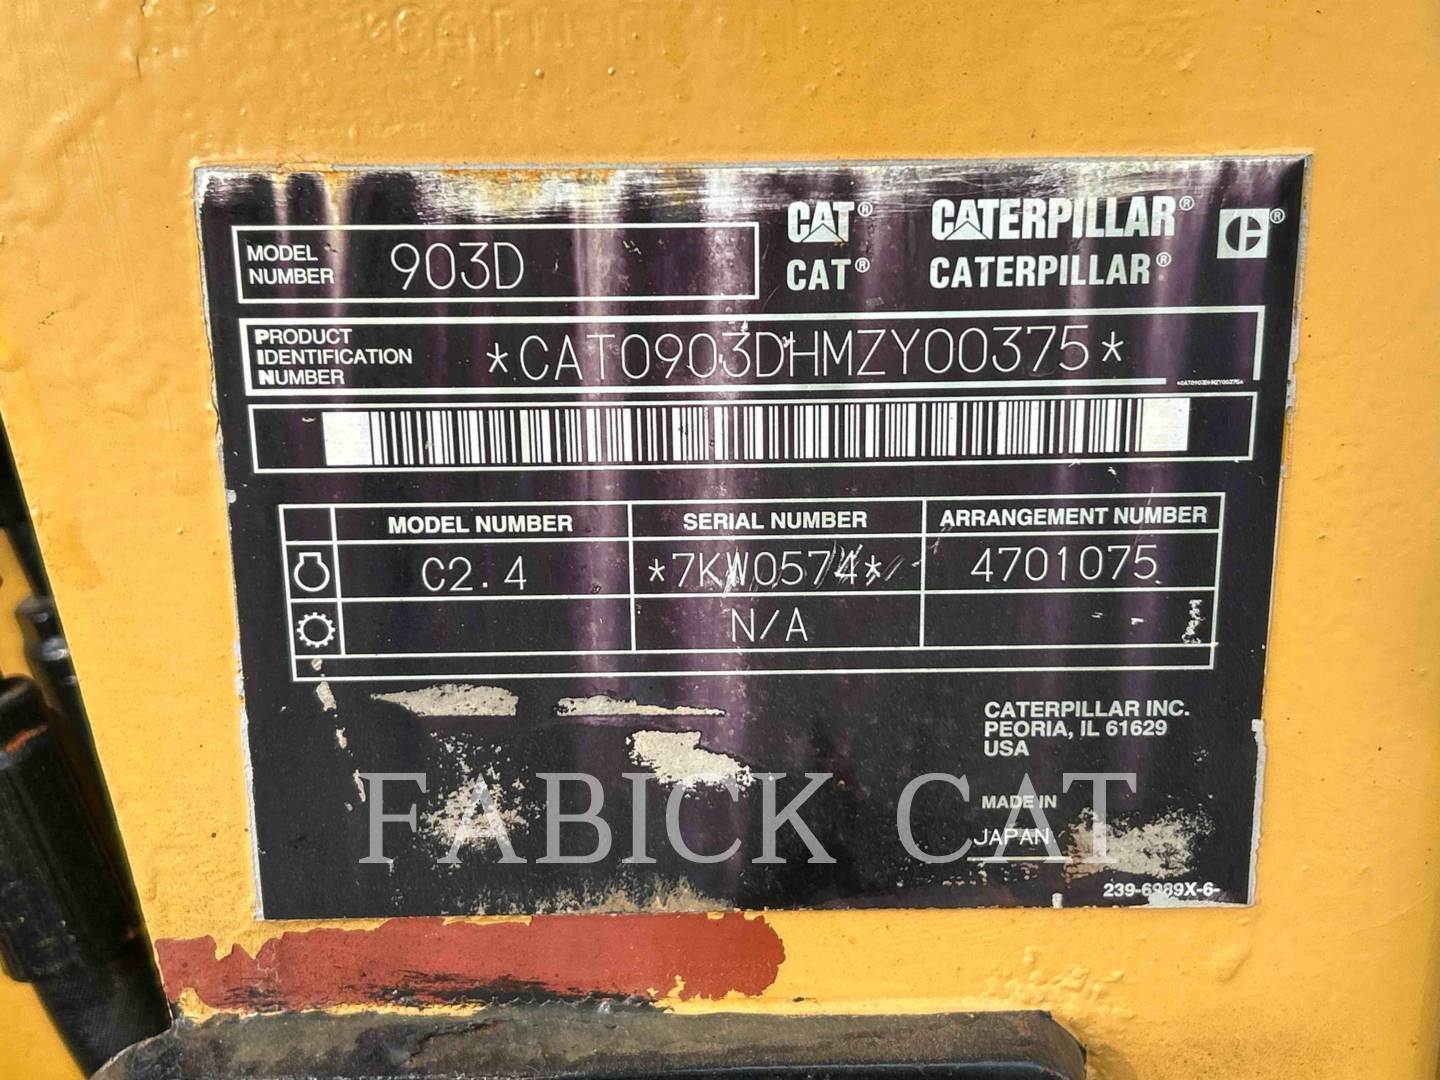 MODEL NUMBER 903D
CAT® CATERPILLAR® ®
CAT® CATERPILLAR®
PRODUCT IDENTIFICATION NUMBER *CAT0903DHMZY00375*
*CAT0903DHMZY00375*
MODEL NUMBER SERIAL NUMBER ARRANGEMENT NUMBER
C2.4 *7KW0574* 4701075
N/A
CATERPILLAR INC.
PEORIA, IL 61629
USA
MADE IN
JAPAN
239-6989X-6-
FABICK CAT